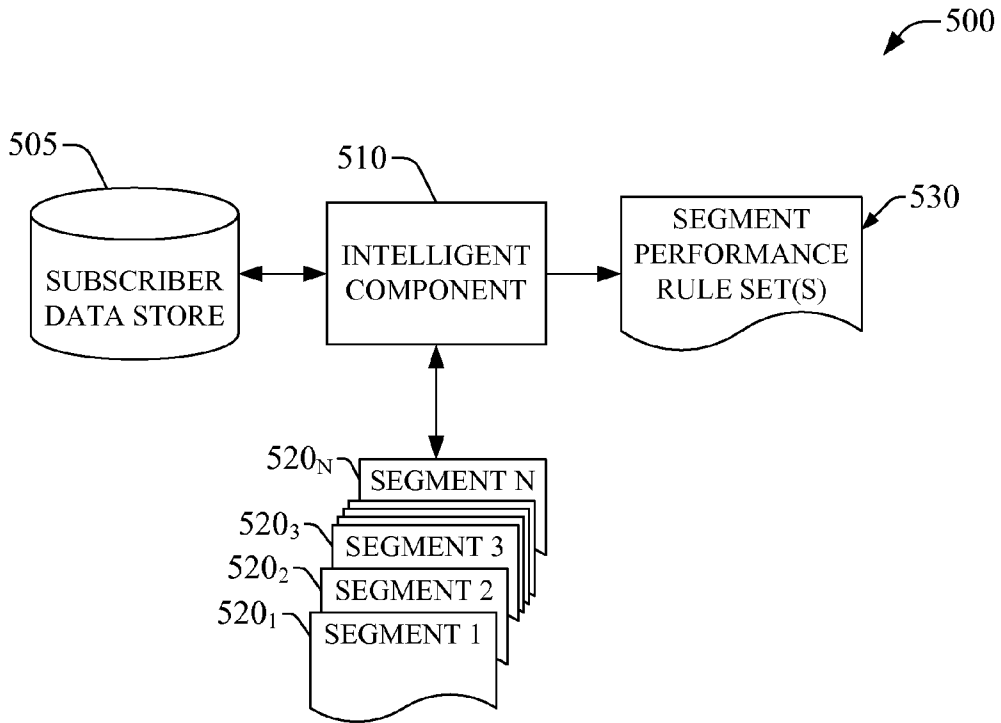 500
505
SUBSCRIBER
DATA STORE
510
INTELLIGENT
COMPONENT
530
SEGMENT
PERFORMANCE
RULE SET(S)
520N
SEGMENT N
5203
SEGMENT 3
5202
SEGMENT 2
5201
SEGMENT 1